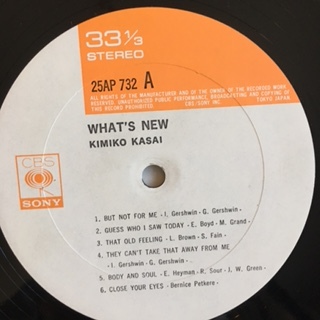 33 1/3
STEREO
25AP 732 A
ALL RIGHTS OF THE MANUFACTURER AND OF THE OWNER OF THE RECORDED WORK
RESERVED. UNAUTHORIZED PUBLIC PERFORMANCE, BROADCASTING AND COPYING OF
THIS RECORD PROHIBITED CBS/SONY INC. TOKYO JAPAN
WHAT'S NEW
KIMIKO KASAI
CBS
SONY
1. BUT NOT FOR ME - I. Gershwin - G. Gershwin -
2. GUESS WHO I SAW TODAY - E. Boyd - M. Grand -
3. THAT OLD FEELING - L. Brown - S. Fain -
4. THEY CAN'T TAKE THAT AWAY FROM ME
- I. Gershwin - G. Gershwin -
5. BODY AND SOUL - E. Heyman - R. Sour - J. W. Green -
6. CLOSE YOUR EYES - Bernice Petkere -